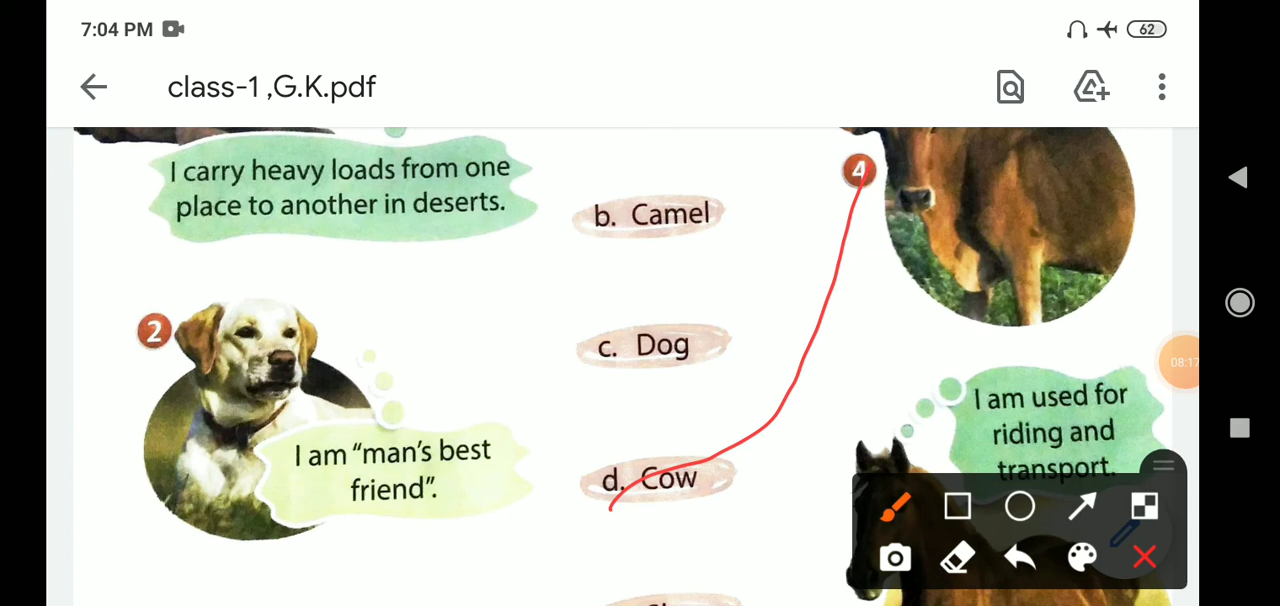 7:04 PM
62
class-1 ,G.K.pdf
I carry heavy loads from one
place to another in deserts.
4
b. Camel
2
c. Dog
08:17
I am used for
riding and
transport.
I am "man's best
friend".
d. Cow